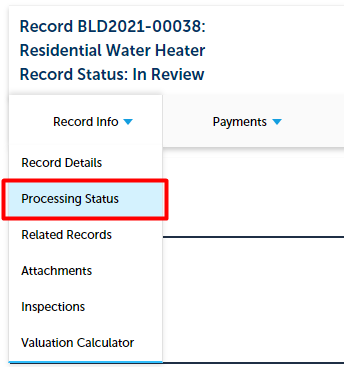 Record BLD2021-00038:
Residential Water Heater
Record Status: In Review
Record Info Payments
Record Details
Processing Status
Related Records
Attachments
Inspections
Valuation Calculator